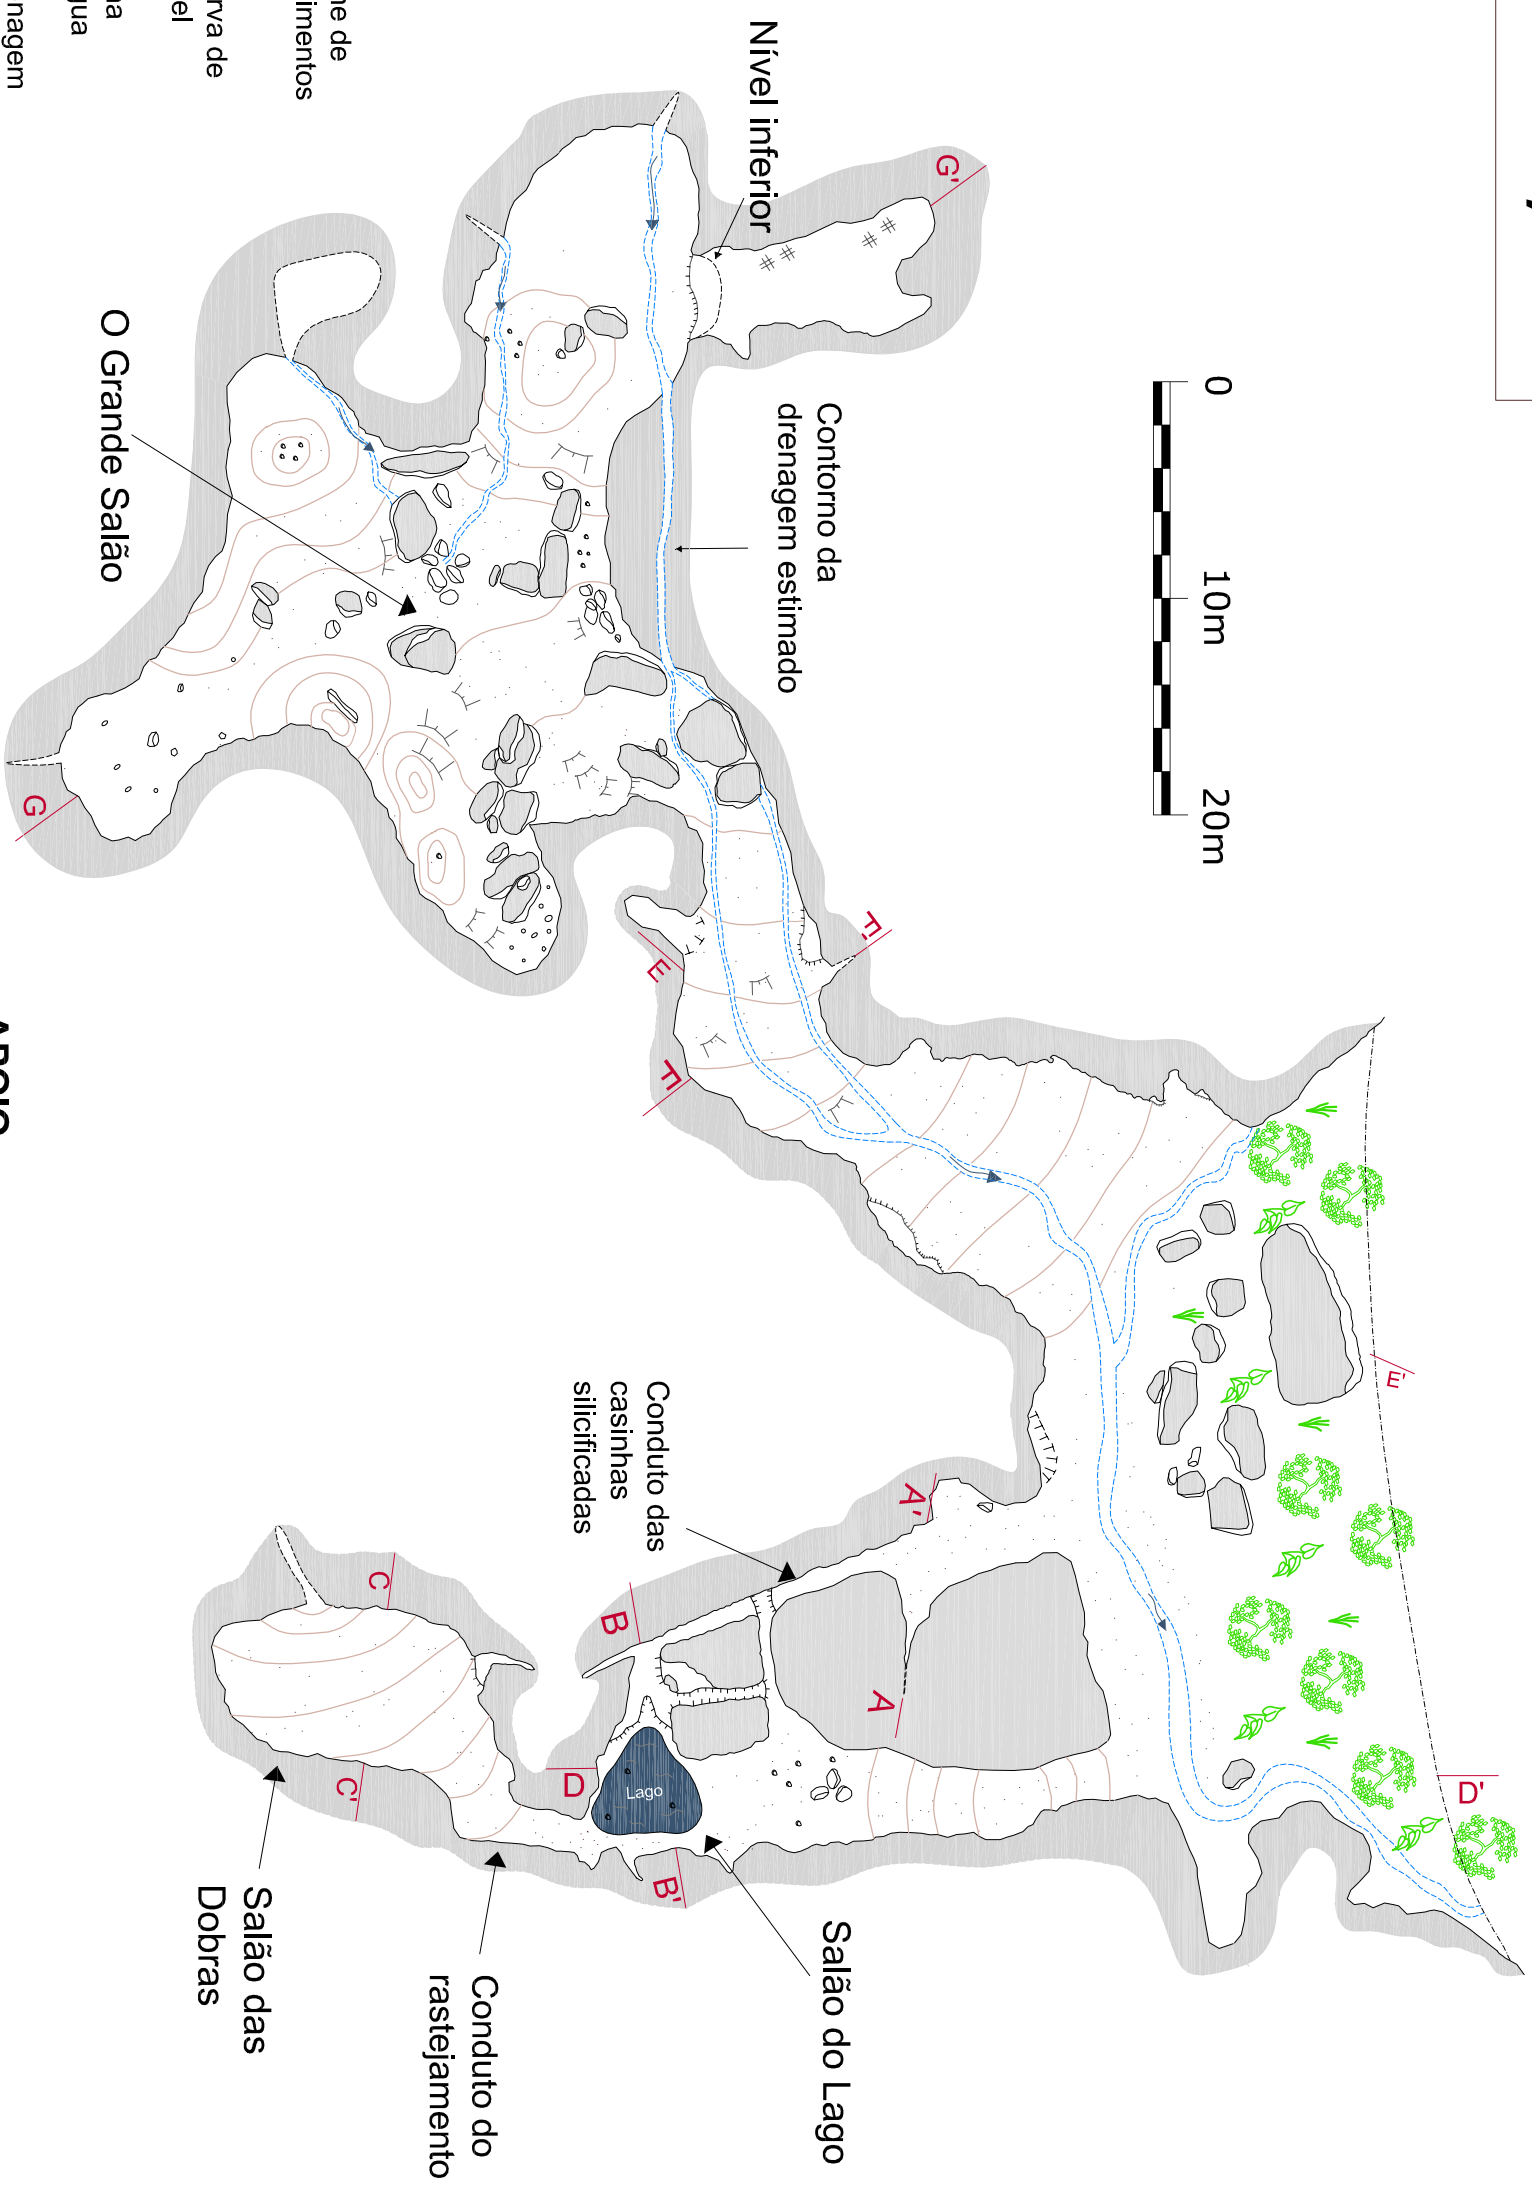 0
10m
20m
Nível inferior
Contorno da
drenagem estimado
O Grande Salão
Conduto das
casinhas
silicificadas
Salão do Lago
Conduto do
rastejamento
Salão das
Dobras
Lago
G'
G
F'
F
E
E'
A'
A
B
B'
C
C'
D
D'